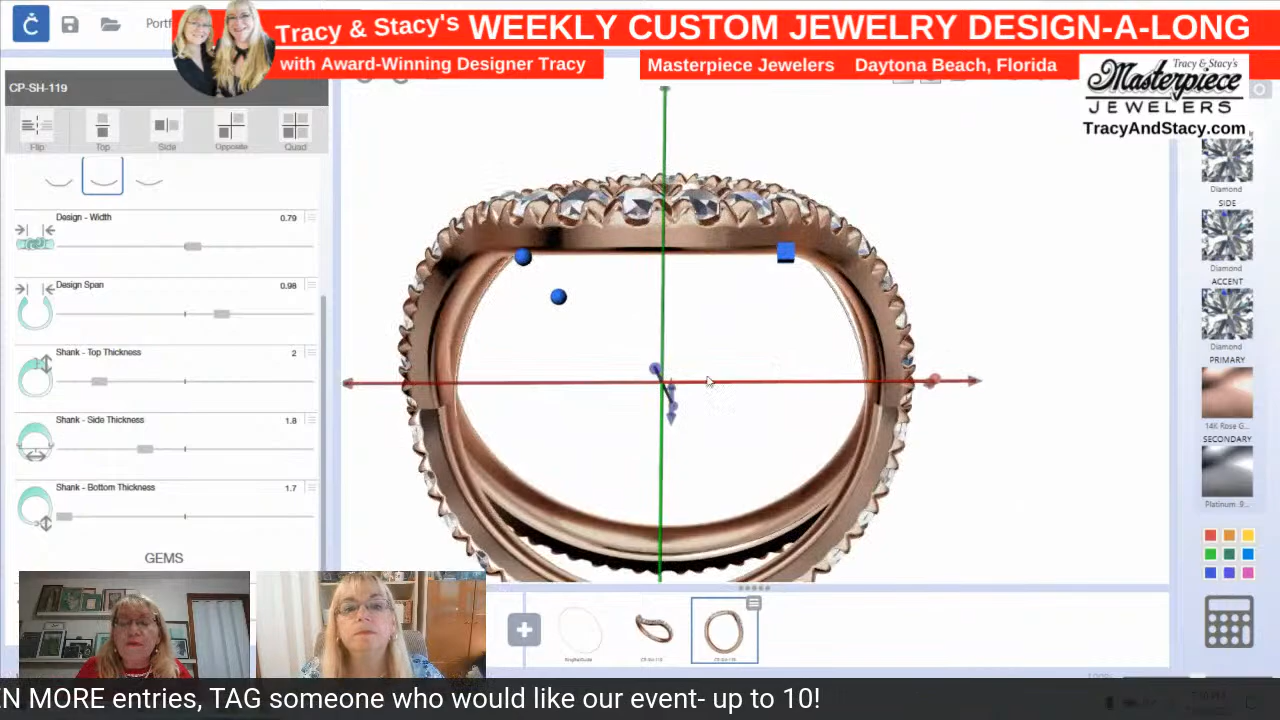 Portf
Tracy & Stacy's WEEKLY CUSTOM JEWELRY DESIGN-A-LONG
with Award-Winning Designer Tracy
Masterpiece Jewelers Daytona Beach, Florida
Tracy & Stacy's
Masterpiece
JEWELERS
TracyAndStacy.com
CP-SH-119
Flip
Top
Side
Opposite
Quad
Design - Width 0.79
Design Span 0.98
Shank - Top Thickness 2
Shank - Side Thickness 1.8
Shank - Bottom Thickness 1.7
GEMS
Diamond
SIDE
Diamond
ACCENT
Diamond
PRIMARY
14K Rose G...
SECONDARY
Platinum .9...
EN MORE entries, TAG someone who would like our event- up to 10!